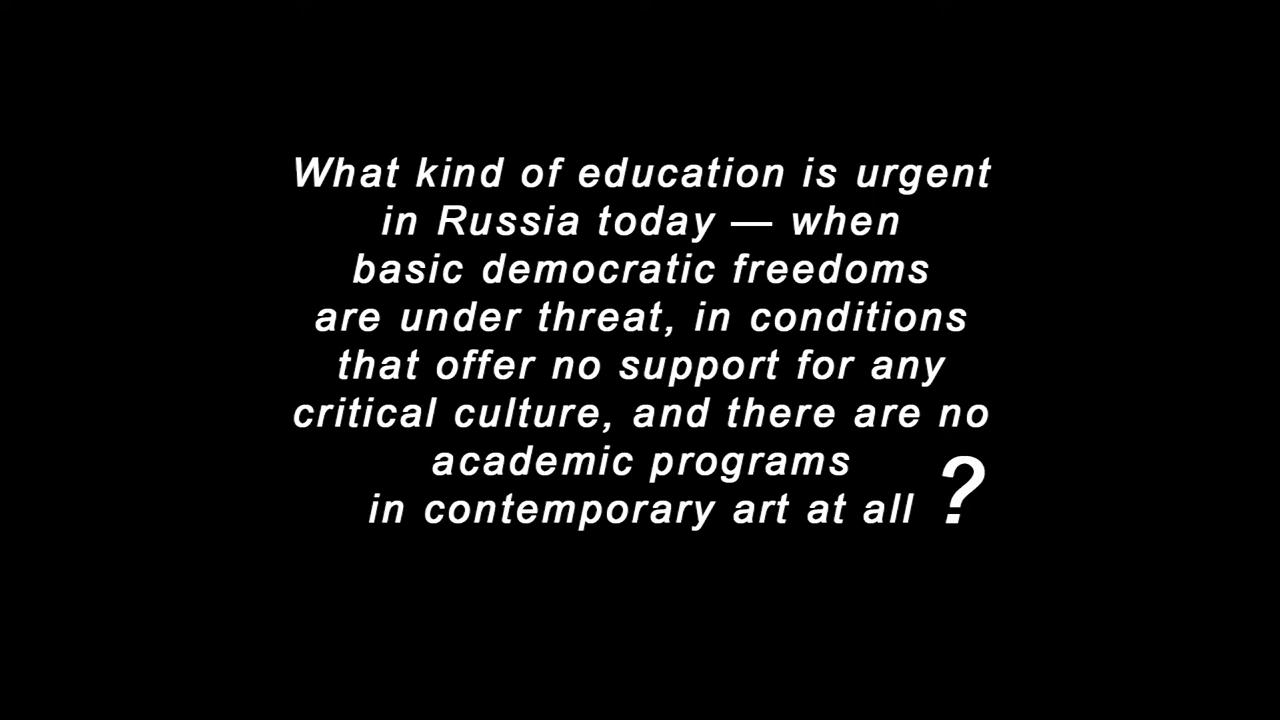 What kind of education is urgent
in Russia today — when
basic democratic freedoms
are under threat, in conditions
that offer no support for any
critical culture, and there are no
academic programs
in contemporary art at all ?